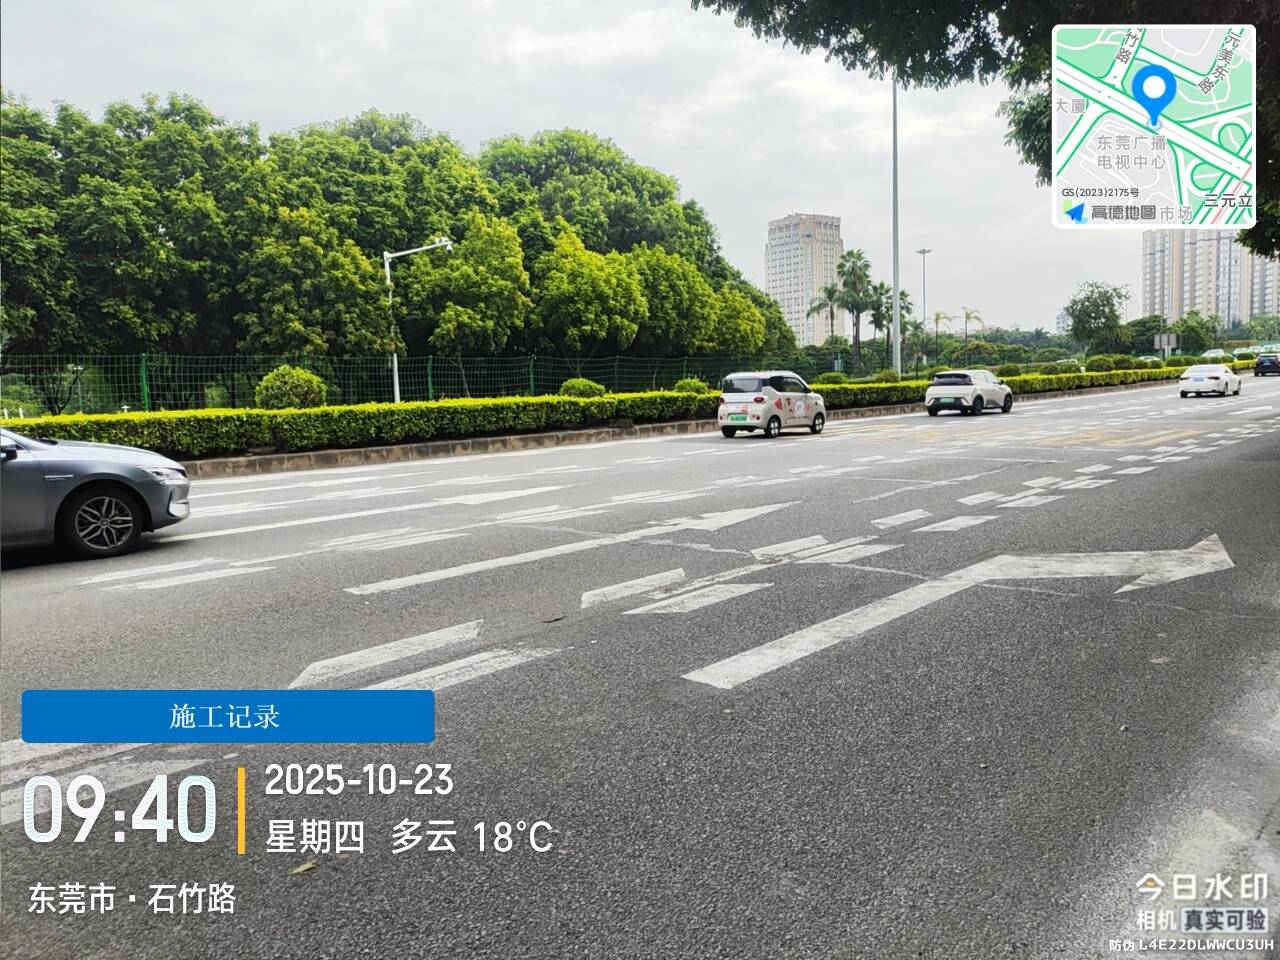 竹路
元美东路
大厦
东莞广播
电视中心
GS(2023)2175号
三元立
高德地图
市场
施工记录
09:40
2025-10-23
星期四 多云 18℃
东莞市·石竹路
今日水印
相机 真实可验
防伪 L4E22DLWWCU3UH